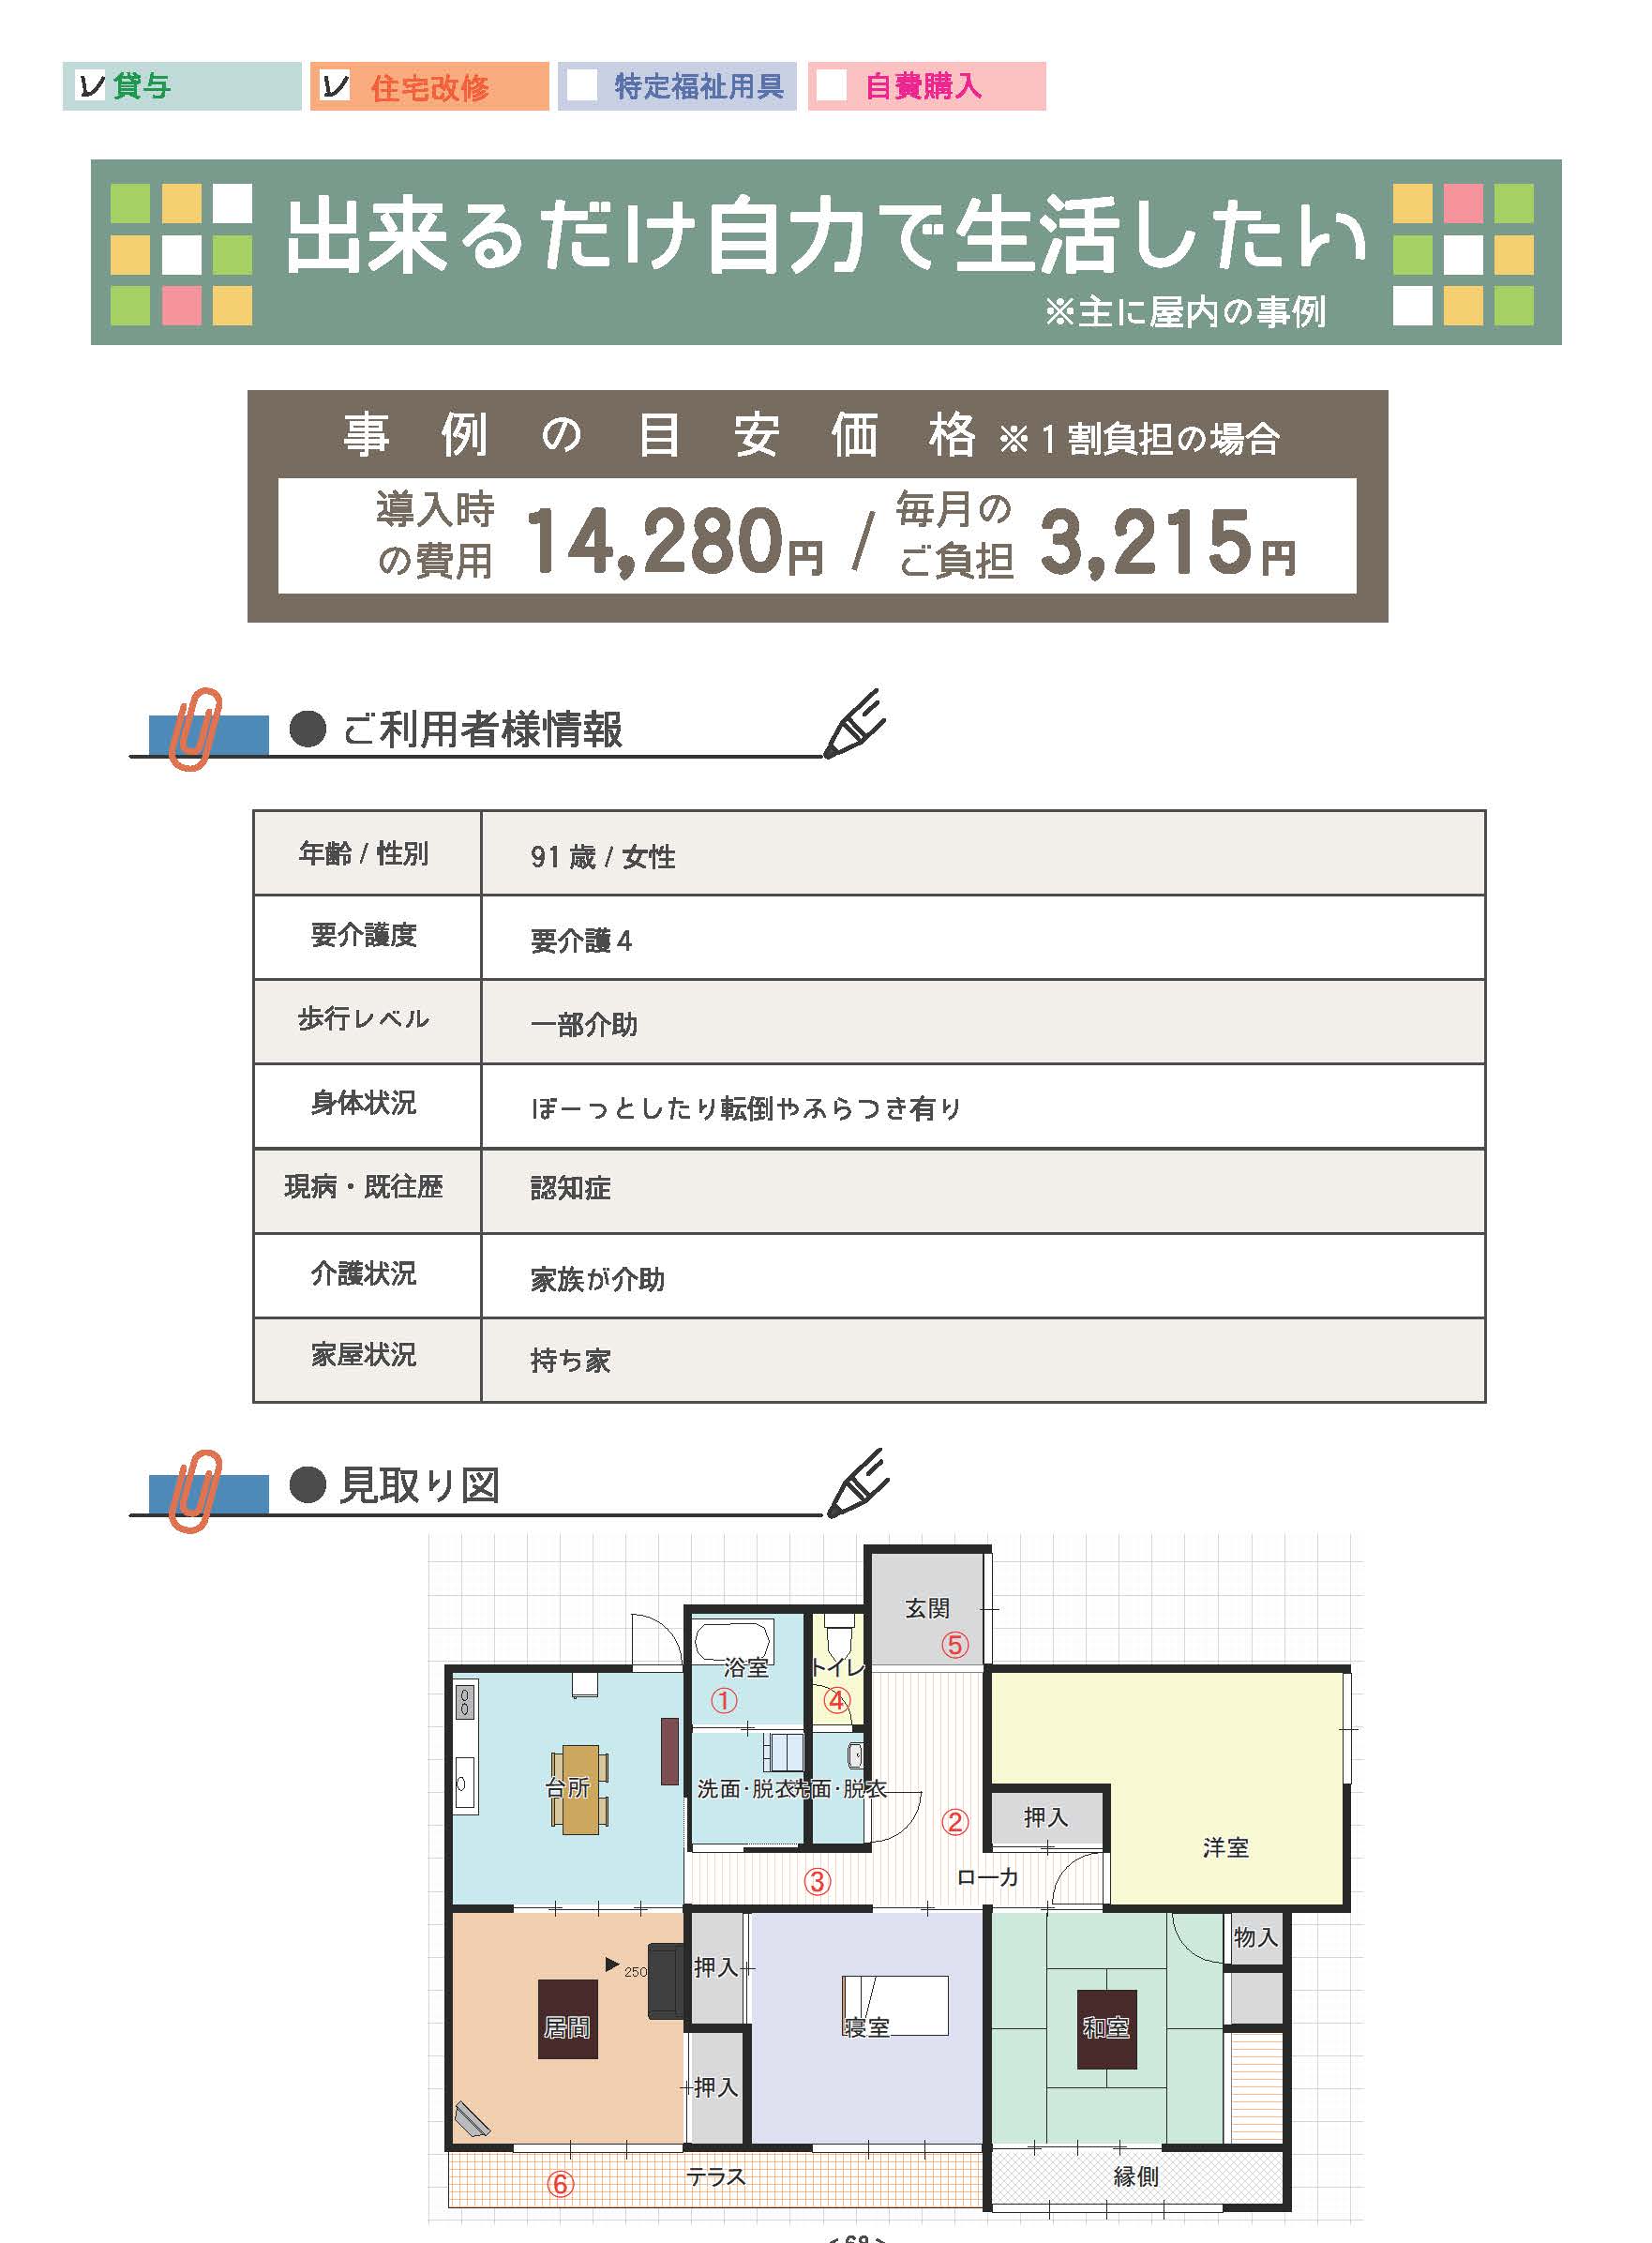 貸与
住宅改修
特定福祉用具
自費購入
出来るだけ自力で生活したい
※主に屋内の事例
事例の目安価格 ※1割負担の場合
導入時の費用 14,280円 / 毎月のご負担 3,215円
● ご利用者様情報
年齢 / 性別 91歳 / 女性
要介護度 要介護4
歩行レベル 一部介助
身体状況 ぼーっとしたり転倒やふらつき有り
現病・既往歴 認知症
介護状況 家族が介助
家屋状況 持ち家
● 見取り図
玄関
⑤
浴室
①
トイレ
④
台所
洗面・脱衣
洗面・脱衣
②
押入
洋室
③
ローカ
物入
押入
250
居間
寝室
和室
押入
テラス
⑥
縁側